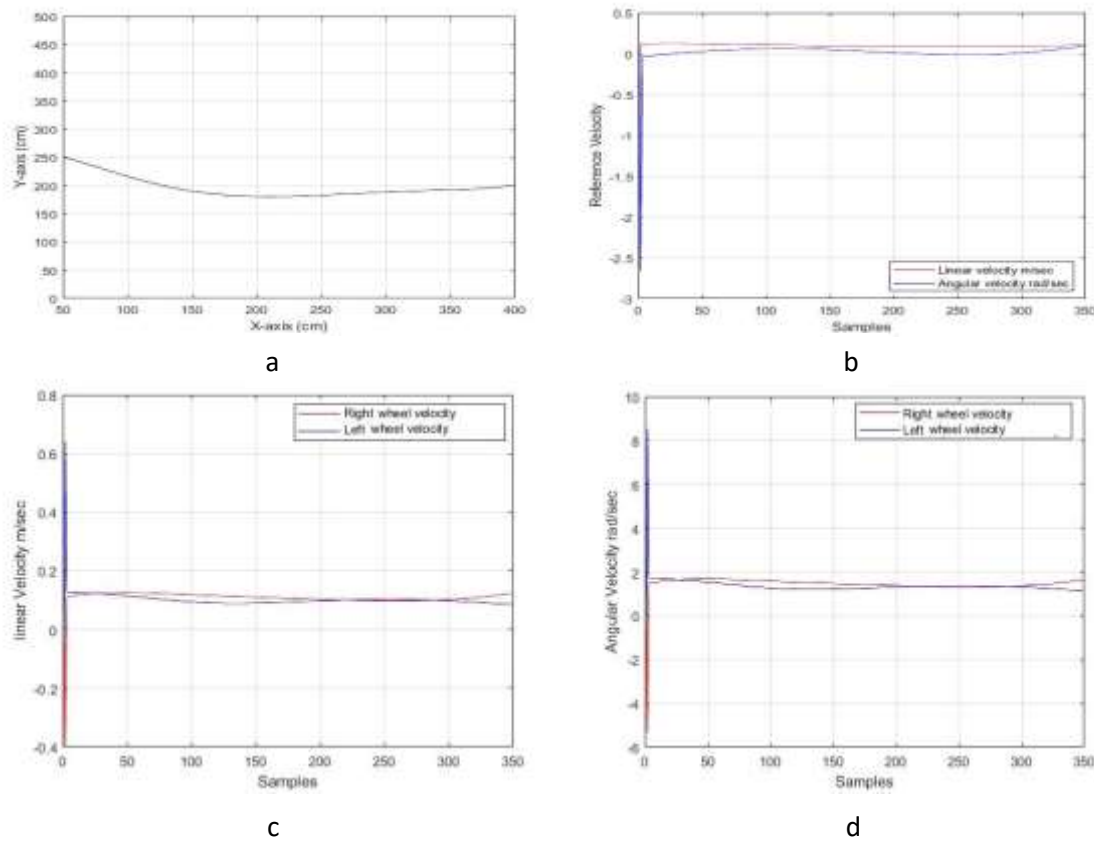 500
450
400
350
300
250
200
150
100
50
0
Y-axis (cm)
50 100 150 200 250 300 350 400
X-axis (cm)
a
0.5
0
-0.5
-1
-1.5
-2
-2.5
-3
Reference Velocity
Linear velocity m/sec
Angular velocity rad/sec
0 50 100 150 200 250 300 350
Samples
b
0.8
0.6
0.4
0.2
0
-0.2
-0.4
linear Velocity m/sec
Right wheel velocity
Left wheel velocity
0 50 100 150 200 250 300 350
Samples
c
10
8
6
4
2
0
-2
-4
-6
Angular Velocity rad/sec
Right wheel velocity
Left wheel velocity
0 50 100 150 200 250 300 350
Samples
d